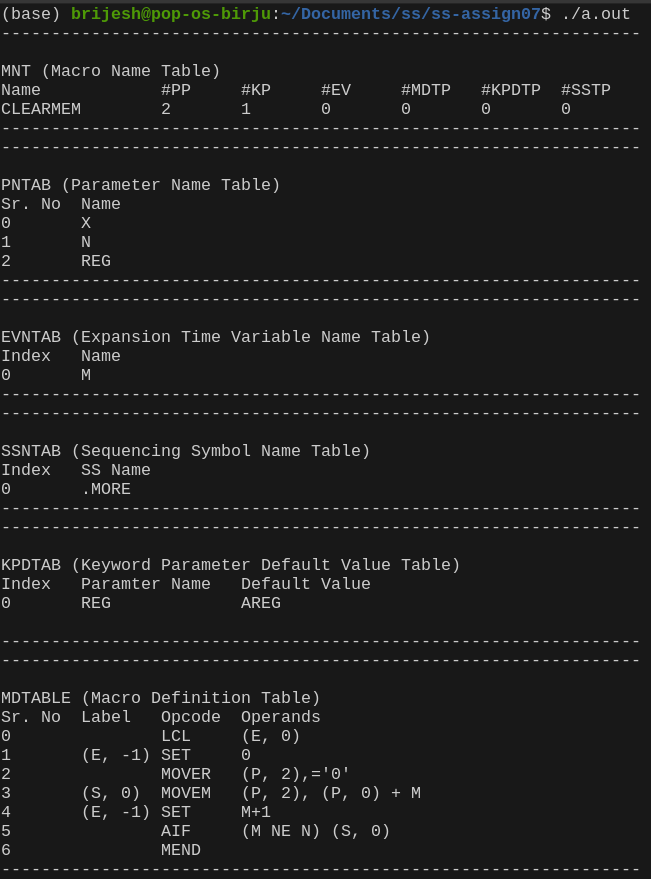 (base) brijesh@pop-os-birju:~/Documents/ss/ss-assign07$ ./a.out
----------------------------------------------------------------
MNT (Macro Name Table)
Name            #PP     #KP     #EV     #MDTP   #KPDTP  #SSTP
CLEARMEM        2       1       0       0       0       0
----------------------------------------------------------------
----------------------------------------------------------------
PNTAB (Parameter Name Table)
Sr. No  Name
0       X
1       N
2       REG
----------------------------------------------------------------
----------------------------------------------------------------
EVNTAB (Expansion Time Variable Name Table)
Index   Name
0       M
----------------------------------------------------------------
----------------------------------------------------------------
SSNTAB (Sequencing Symbol Name Table)
Index   SS Name
0       .MORE
----------------------------------------------------------------
----------------------------------------------------------------
KPDTAB (Keyword Parameter Default Value Table)
Index   Paramter Name   Default Value
0       REG             AREG
----------------------------------------------------------------
----------------------------------------------------------------
MDTABLE (Macro Definition Table)
Sr. No  Label   Opcode  Operands
0               LCL     (E, 0)
1       (E, -1) SET     0
2               MOVER   (P, 2),='0'
3       (S, 0)  MOVEM   (P, 2), (P, 0) + M
4       (E, -1) SET     M+1
5               AIF     (M NE N) (S, 0)
6               MEND
----------------------------------------------------------------